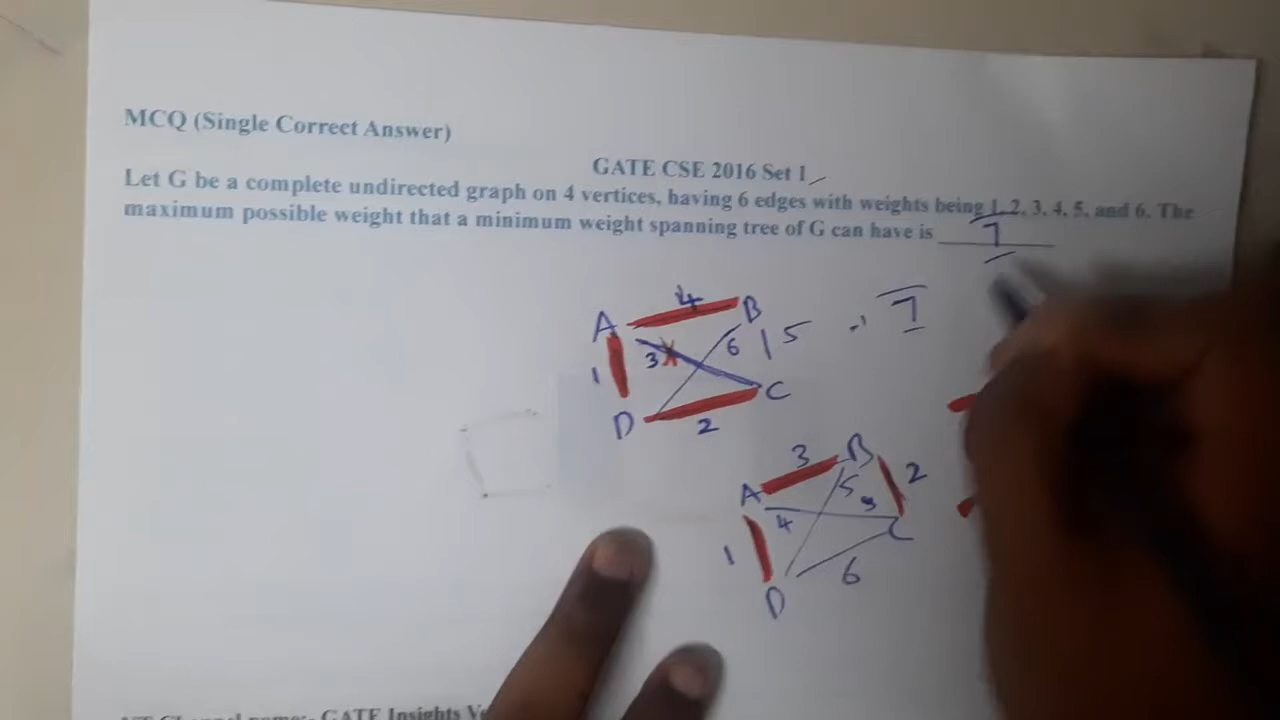 MCQ (Single Correct Answer)
GATE CSE 2016 Set 1
Let G be a complete undirected graph on 4 vertices, having 6 edges with weights being 1, 2, 3, 4, 5, and 6. The
maximum possible weight that a minimum weight spanning tree of G can have is 7
4
A B
1 3 6 5 7
D C
2
3 B
A 5 2
4 C
1 6
D
GATE Insights